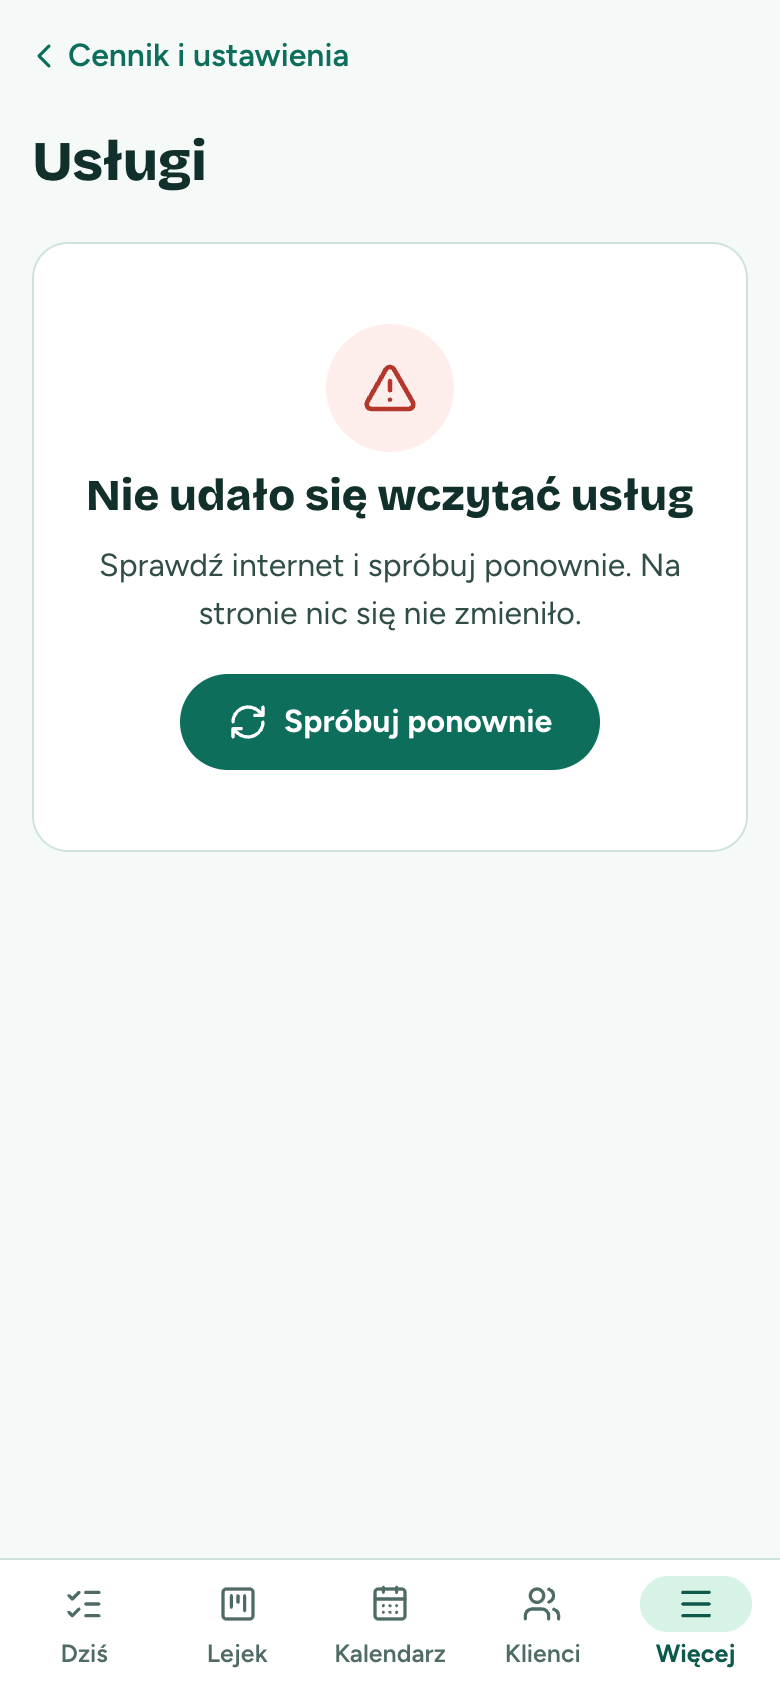 Cennik i ustawienia
Usługi
Nie udało się wczytać usług
Sprawdź internet i spróbuj ponownie. Na
stronie nic się nie zmieniło.
Spróbuj ponownie
Dziś
Lejek
Kalendarz
Klienci
Więcej